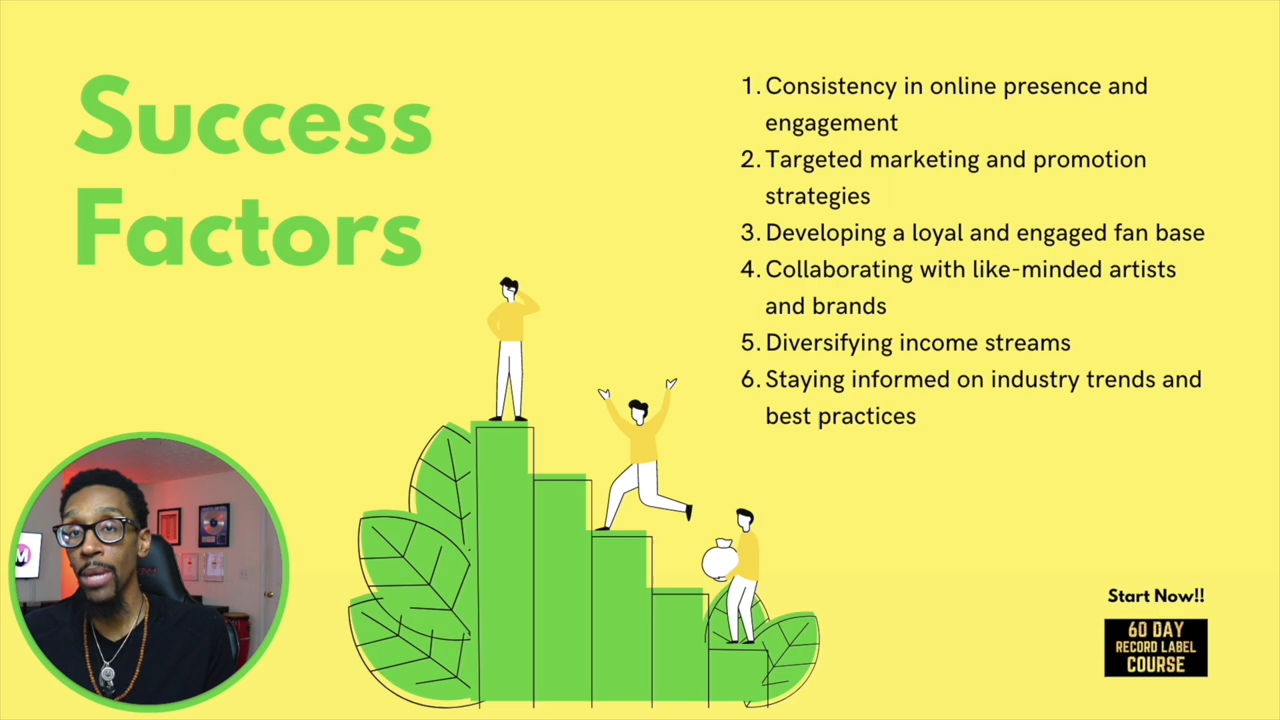 Success
Factors
1. Consistency in online presence and
engagement
2. Targeted marketing and promotion
strategies
3. Developing a loyal and engaged fan base
4. Collaborating with like-minded artists
and brands
5. Diversifying income streams
6. Staying informed on industry trends and
best practices
Start Now!!
60 DAY
RECORD LABEL
COURSE